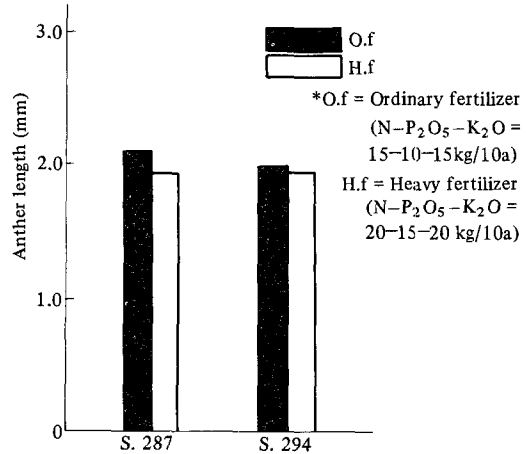 3.0
2.0
1.0
0
Anther length (mm)
O.f
H.f
*O.f = Ordinary fertilizer
(N–P₂O₅–K₂O =
15–10–15kg/10a)
H.f = Heavy fertilizer
(N–P₂O₅–K₂O =
20–15–20 kg/10a)
S. 287
S. 294